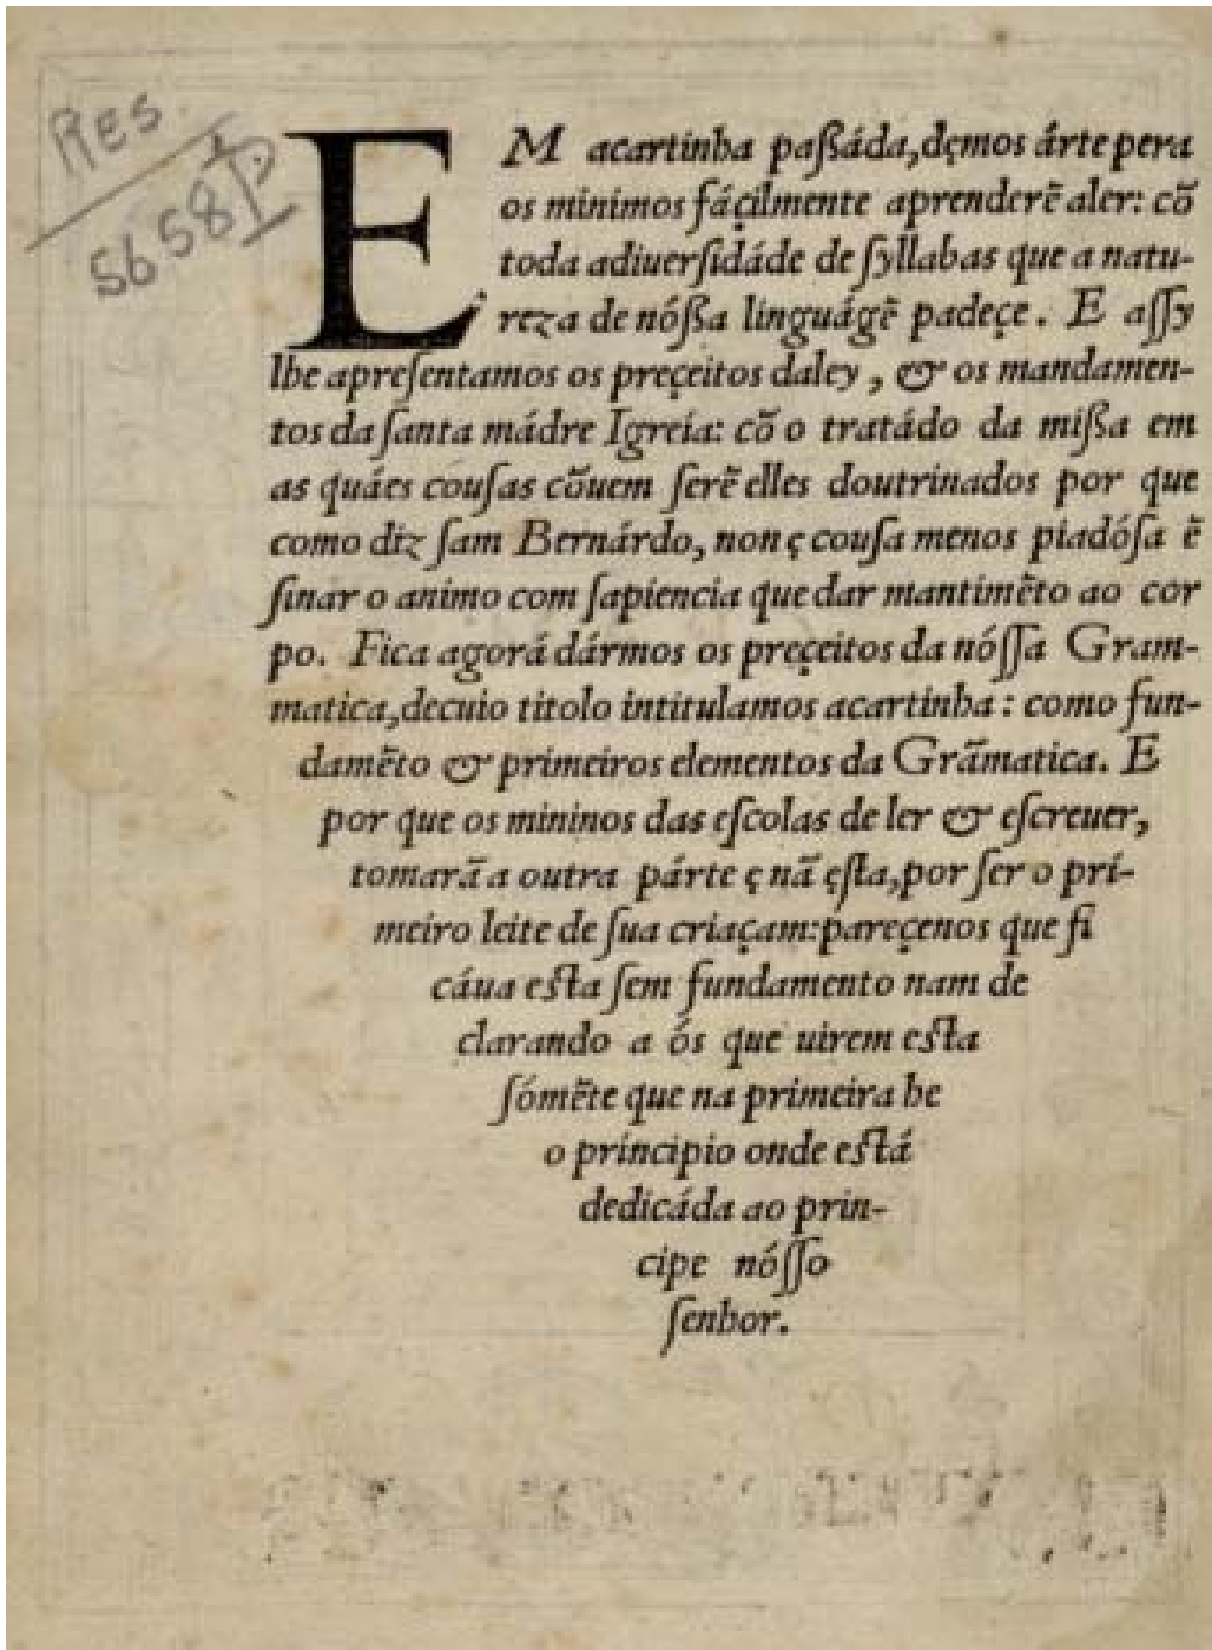 Res.
5658 P.
EM acartinha paßáda,dęmos árte pera
os minimos fáçilmente aprenderẽ aler: cõ
toda adiuerſidáde de ſyllabas que a natu-
reza de nóßa linguágẽ padeçe. E aſſy
lhe apreſentamos os preçeitos daley, & os mandamen-
tos da ſanta mádre Igreia: cõ o tratádo da mißa em
as quáes couſas cõuem ſerẽ elles doutrinados por que
como diz ſam Bernárdo, non ę couſa menos piadóſa ẽ
ſinar o animo com ſapiencia que dar mantimẽto ao cor
po. Fica agorá dármos os preçeitos da nóſſa Gram-
matica,decuio titolo intitulamos acartinha: como fun-
damẽto & primeiros elementos da Grãmatica. E
por que os mininos das eſcolas de ler & eſcreuer,
tomarã a outra párte ę nã ęſta,por ſer o pri-
meiro leite de ſua criaçam:pareçenos que fi
cáua eſta ſem fundamento nam de
clarando a ós que uirem eſta
ſómẽte que na primeira he
o principio onde eſtá
dedicáda ao prin-
cipe nóſſo
ſenhor.